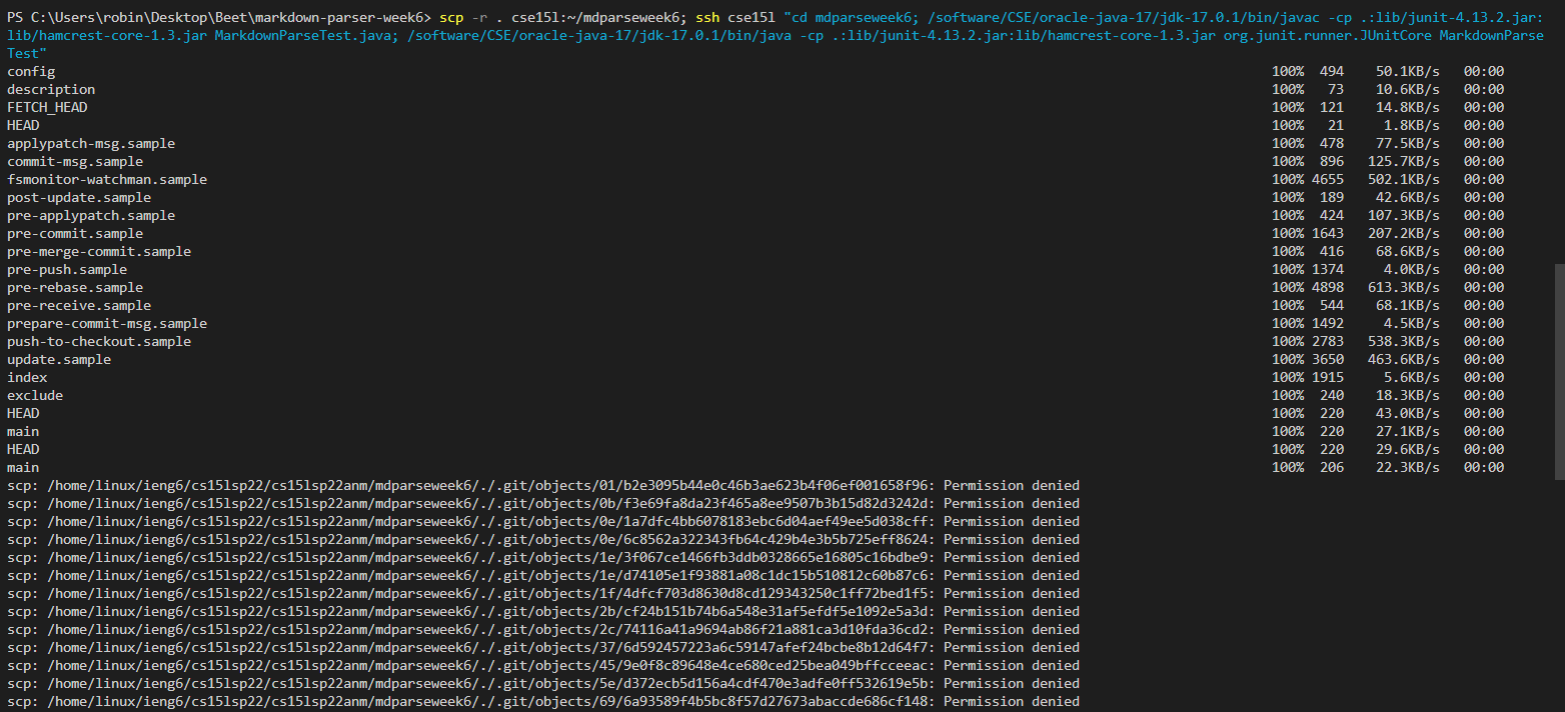 PS C:\Users\robin\Desktop\Beet\markdown-parser-week6> scp -r . cse15l:~/mdparseweek6; ssh cse15l "cd mdparseweek6; /software/CSE/oracle-java-17/jdk-17.0.1/bin/javac -cp .:lib/junit-4.13.2.jar:
lib/hamcrest-core-1.3.jar MarkdownParseTest.java; /software/CSE/oracle-java-17/jdk-17.0.1/bin/java -cp .:lib/junit-4.13.2.jar:lib/hamcrest-core-1.3.jar org.junit.runner.JUnitCore MarkdownParse
Test"
config 100% 494 50.1KB/s 00:00
description 100% 73 10.6KB/s 00:00
FETCH_HEAD 100% 121 14.8KB/s 00:00
HEAD 100% 21 1.8KB/s 00:00
applypatch-msg.sample 100% 478 77.5KB/s 00:00
commit-msg.sample 100% 896 125.7KB/s 00:00
fsmonitor-watchman.sample 100% 4655 502.1KB/s 00:00
post-update.sample 100% 189 42.6KB/s 00:00
pre-applypatch.sample 100% 424 107.3KB/s 00:00
pre-commit.sample 100% 1643 207.2KB/s 00:00
pre-merge-commit.sample 100% 416 68.6KB/s 00:00
pre-push.sample 100% 1374 4.0KB/s 00:00
pre-rebase.sample 100% 4898 613.3KB/s 00:00
pre-receive.sample 100% 544 68.1KB/s 00:00
prepare-commit-msg.sample 100% 1492 4.5KB/s 00:00
push-to-checkout.sample 100% 2783 538.3KB/s 00:00
update.sample 100% 3650 463.6KB/s 00:00
index 100% 1915 5.6KB/s 00:00
exclude 100% 240 18.3KB/s 00:00
HEAD 100% 220 43.0KB/s 00:00
main 100% 220 27.1KB/s 00:00
HEAD 100% 220 29.6KB/s 00:00
main 100% 206 22.3KB/s 00:00
scp: /home/linux/ieng6/cs15lsp22/cs15lsp22anm/mdparseweek6/./.git/objects/01/b2e3095b44e0c46b3ae623b4f06ef001658f96: Permission denied
scp: /home/linux/ieng6/cs15lsp22/cs15lsp22anm/mdparseweek6/./.git/objects/0b/f3e69fa8da23f465a8ee9507b3b15d82d3242d: Permission denied
scp: /home/linux/ieng6/cs15lsp22/cs15lsp22anm/mdparseweek6/./.git/objects/0e/1a7dfc4bb6078183ebc6d04aef49ee5d038cff: Permission denied
scp: /home/linux/ieng6/cs15lsp22/cs15lsp22anm/mdparseweek6/./.git/objects/0e/6c8562a322343fb64c429b4e3b5b725eff8624: Permission denied
scp: /home/linux/ieng6/cs15lsp22/cs15lsp22anm/mdparseweek6/./.git/objects/1e/3f067ce1466fb3ddb0328665e16805c16bdbe9: Permission denied
scp: /home/linux/ieng6/cs15lsp22/cs15lsp22anm/mdparseweek6/./.git/objects/1e/d74105e1f93881a08c1dc15b510812c60b87c6: Permission denied
scp: /home/linux/ieng6/cs15lsp22/cs15lsp22anm/mdparseweek6/./.git/objects/1f/4dfcf703d8630d8cd129343250c1ff72bed1f5: Permission denied
scp: /home/linux/ieng6/cs15lsp22/cs15lsp22anm/mdparseweek6/./.git/objects/2b/cf24b151b74b6a548e31af5efdf5e1092e5a3d: Permission denied
scp: /home/linux/ieng6/cs15lsp22/cs15lsp22anm/mdparseweek6/./.git/objects/2c/74116a41a9694ab86f21a881ca3d10fda36cd2: Permission denied
scp: /home/linux/ieng6/cs15lsp22/cs15lsp22anm/mdparseweek6/./.git/objects/37/6d592457223a6c59147afef24bcbe8b12d64f7: Permission denied
scp: /home/linux/ieng6/cs15lsp22/cs15lsp22anm/mdparseweek6/./.git/objects/45/9e0f8c89648e4ce680ced25bea049bffcceeac: Permission denied
scp: /home/linux/ieng6/cs15lsp22/cs15lsp22anm/mdparseweek6/./.git/objects/5e/d372ecb5d156a4cdf470e3adfe0ff532619e5b: Permission denied
scp: /home/linux/ieng6/cs15lsp22/cs15lsp22anm/mdparseweek6/./.git/objects/69/6a93589f4b5bc8f57d27673abaccde686cf148: Permission denied